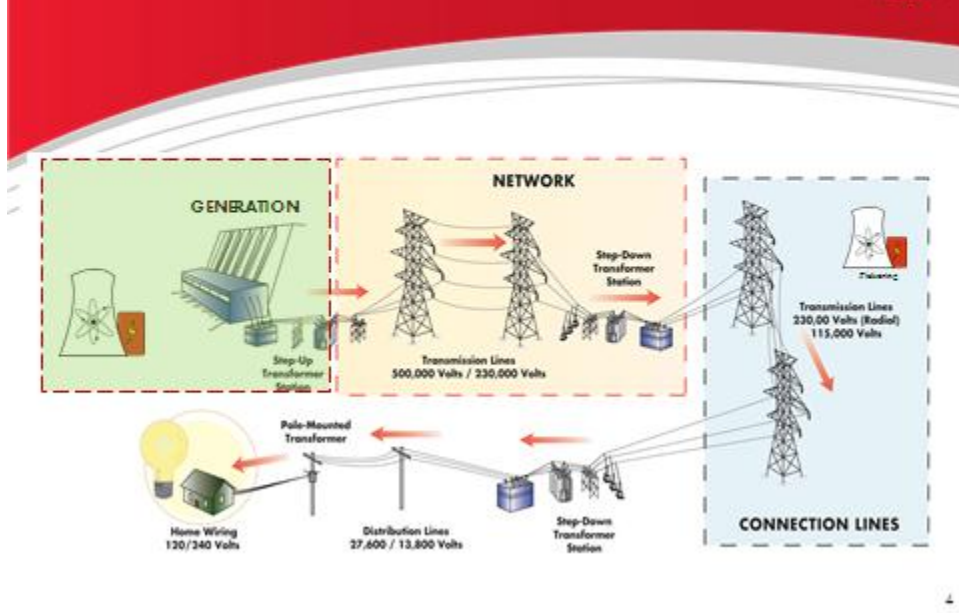 GENERATION
NETWORK
Step-Down
Transformer
Station
Step-Up
Transformer
Station
Transmission Lines
500,000 Volts / 230,000 Volts
Transmission Lines
230,00 Volts (Radial)
115,000 Volts
CONNECTION LINES
Pole-Mounted
Transformer
Home Wiring
120/240 Volts
Distribution Lines
27,600 / 13,800 Volts
Step-Down
Transformer
Station
4